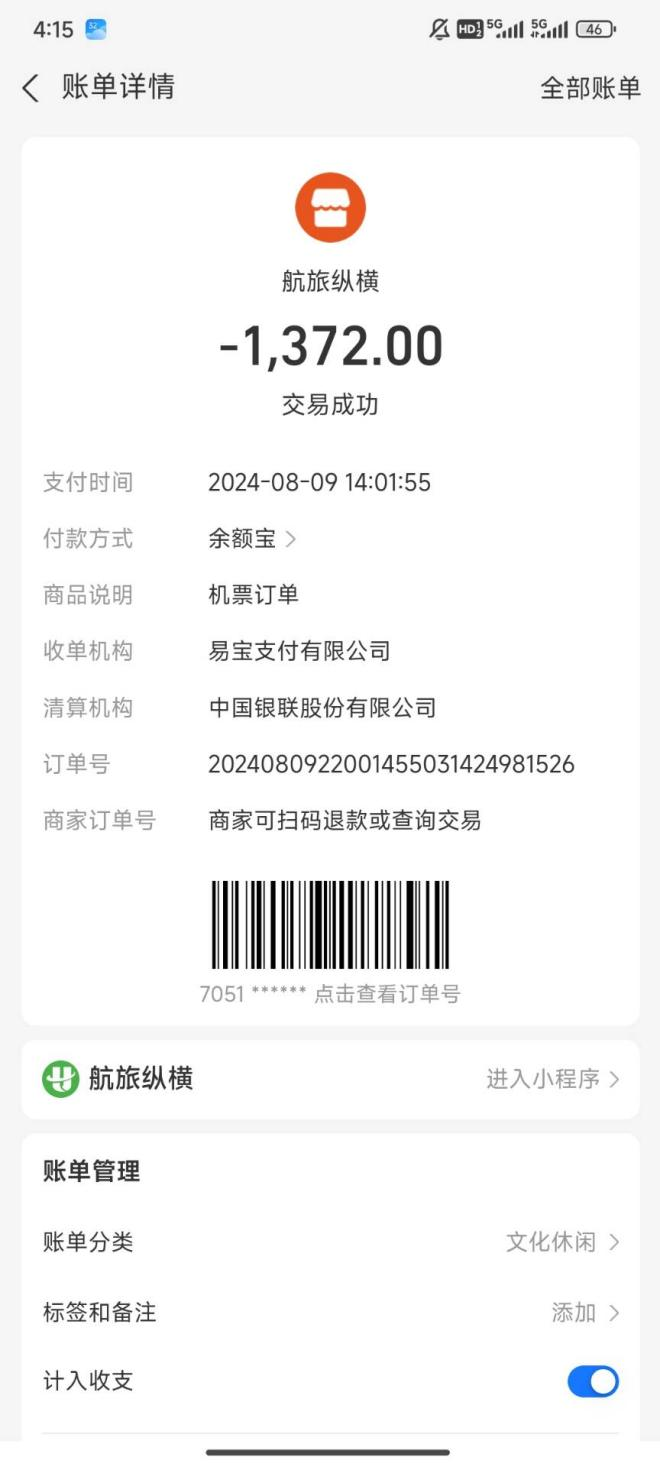 4:15 32° HD 1 2 5G 5G 46
账单详情 全部账单
航旅纵横
-1,372.00
交易成功
支付时间 2024-08-09 14:01:55
付款方式 余额宝
商品说明 机票订单
收单机构 易宝支付有限公司
清算机构 中国银联股份有限公司
订单号 2024080922001455031424981526
商家订单号 商家可扫码退款或查询交易
7051 ****** 点击查看订单号
航旅纵横 进入小程序
账单管理
账单分类 文化休闲
标签和备注 添加
计入收支